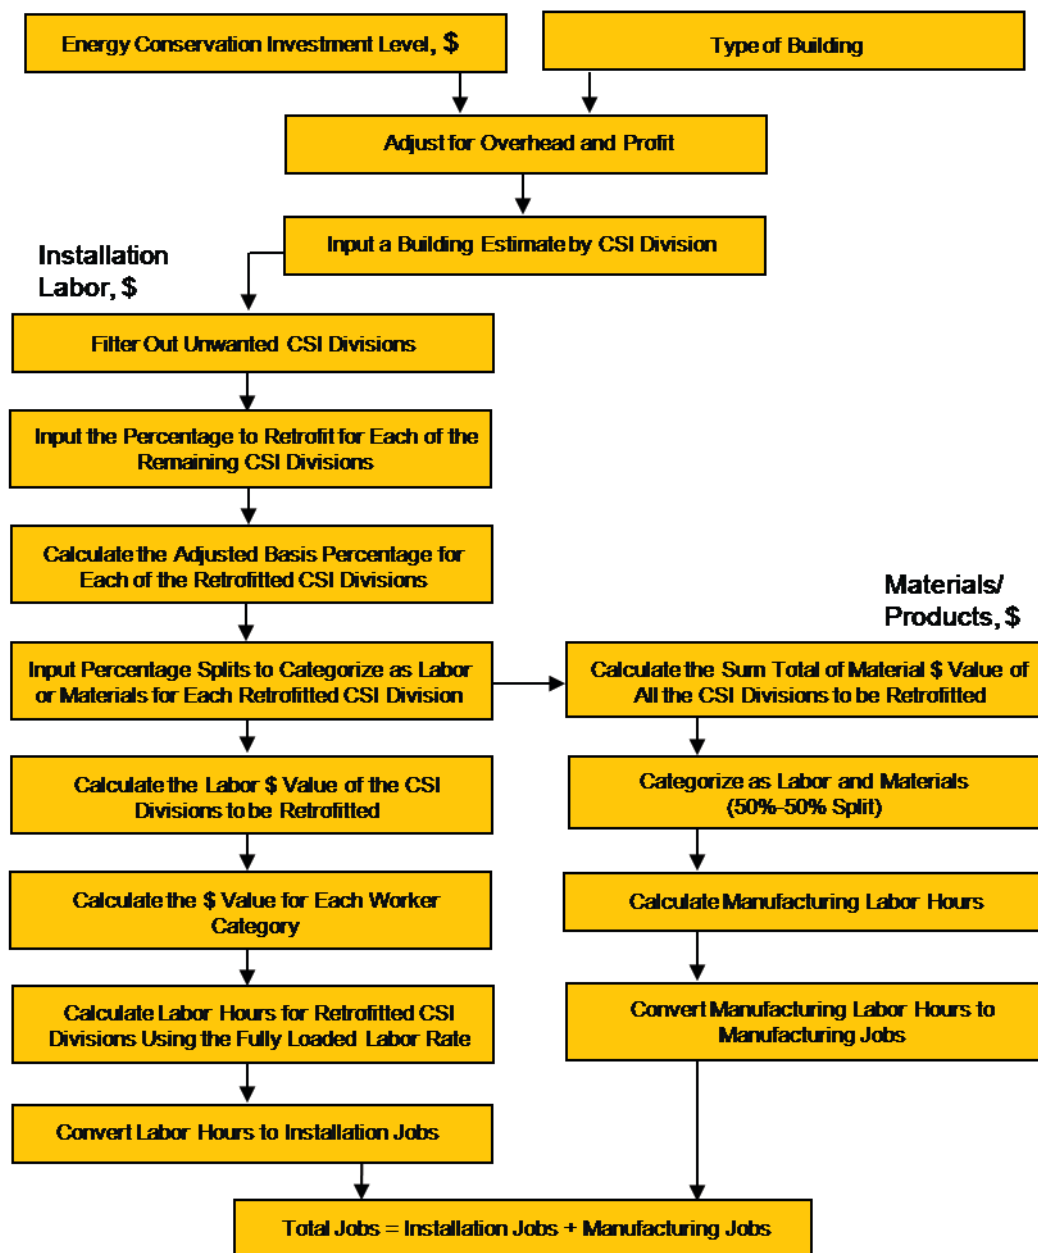 Energy Conservation Investment Level, $
Type of Building
Adjust for Overhead and Profit
Input a Building Estimate by CSI Division
Installation
Labor, $
Filter Out Unwanted CSI Divisions
Input the Percentage to Retrofit for Each of the
Remaining CSI Divisions
Calculate the Adjusted Basis Percentage for
Each of the Retrofitted CSI Divisions
Materials/
Products, $
Input Percentage Splits to Categorize as Labor
or Materials for Each Retrofitted CSI Division
Calculate the Sum Total of Material $ Value of
All the CSI Divisions to be Retrofitted
Calculate the Labor $ Value of the CSI
Divisions to be Retrofitted
Categorize as Labor and Materials
(50%-50% Split)
Calculate the $ Value for Each Worker
Category
Calculate Manufacturing Labor Hours
Calculate Labor Hours for Retrofitted CSI
Divisions Using the Fully Loaded Labor Rate
Convert Manufacturing Labor Hours to
Manufacturing Jobs
Convert Labor Hours to Installation Jobs
Total Jobs = Installation Jobs + Manufacturing Jobs